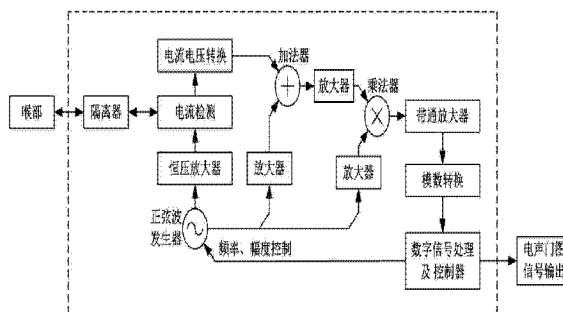 电流电压转换
加法器
放大器
乘法器
喉部
隔离器
电流检测
带通放大器
恒压放大器
放大器
放大器
模数转换
正弦波
发生器
频率、幅度控制
数字信号处理
及控制器
电声门图
信号输出